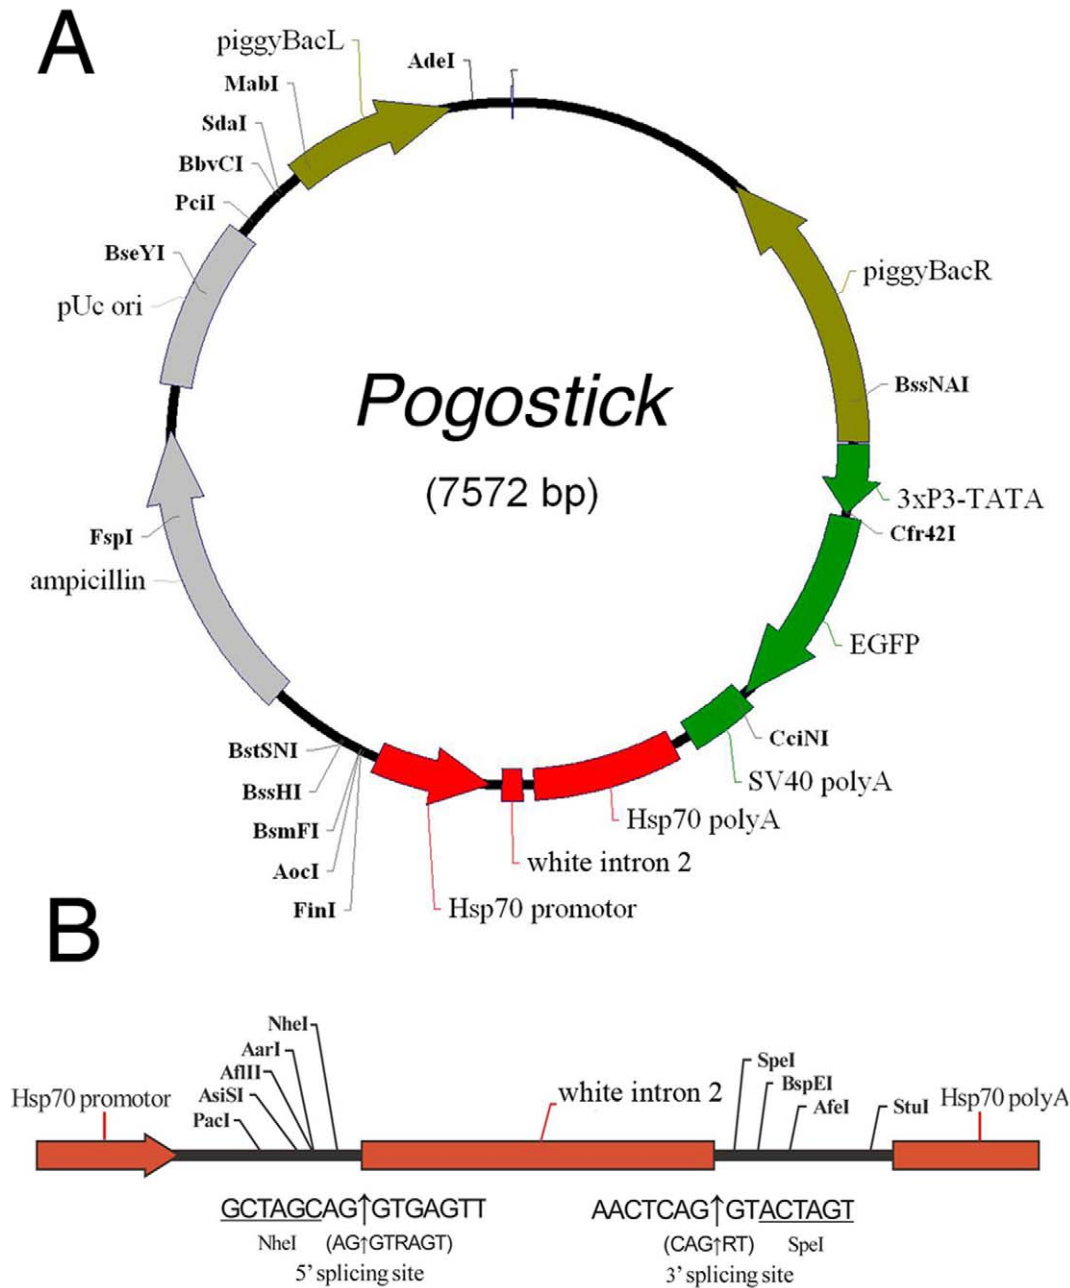 A
piggyBacL
AdeI
MabI
SdaI
BbvCI
PciI
BseYI
pUc ori
piggyBacR
Pogostick
(7572 bp)
BssNAI
3xP3-TATA
Cfr42I
FspI
ampicillin
EGFP
BstSNI
CciNI
BssHI
SV40 polyA
BsmFI
Hsp70 polyA
AocI
white intron 2
FinI
Hsp70 promotor
B
NheI
AarI
AflII
AsiSI
PacI
Hsp70 promotor
white intron 2
SpeI
BspEI
AfeI
StuI
Hsp70 polyA
GCTAGCAG↑GTGAGTT
AACTCAG↑GTACTAGT
NheI (AG↑GTRAGT)
(CAG↑RT) SpeI
5’ splicing site
3’ splicing site